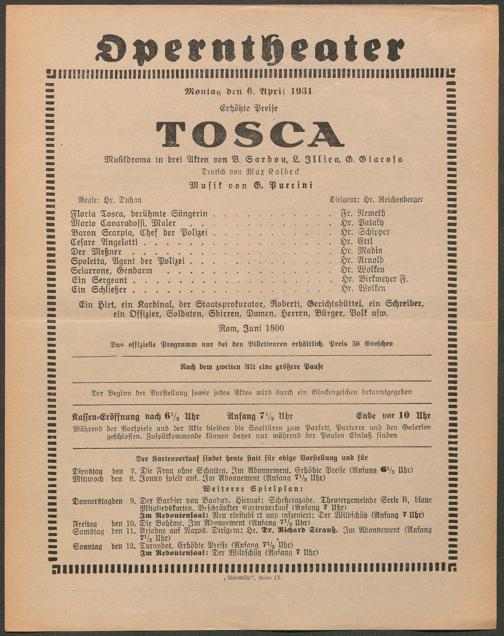 Operntheater
Montag den 6. April 1931
Erhöhte Preise
TOSCA
Musikdrama in drei Akten von V. Sardou, L. Illica, G. Giacosa
Deutsch von Max Kalbeck
Musik von G. Puccini
Regie: Hr. Duhan Dirigent: Hr. Reichenberger
Floria Tosca, berühmte Sängerin . . . . . . . . . . Fr. Nemeth
Mario Cavaradossi, Maler . . . . . . . . . . Hr. Pataky
Baron Scarpia, Chef der Polizei . . . . . . . . . . Hr. Schipper
Cesare Angelotti . . . . . . . . . . Hr. Ettl
Der Meßner . . . . . . . . . . Hr. Madin
Spoletta, Agent der Polizei . . . . . . . . . . Hr. Arnold
Sciarrone, Gendarm . . . . . . . . . . Hr. Wolken
Ein Sergeant . . . . . . . . . . Hr. Birkmeyer F.
Ein Schließer . . . . . . . . . . Hr. Wolken
Ein Hirt, ein Kardinal, der Staatsprokurator, Roberti, Gerichtsbüttel, ein Schreiber,
ein Offizier, Soldaten, Sbirren, Damen, Herren, Bürger, Volk usw.
Rom, Juni 1800
Das offizielle Programm nur bei den Billetteuren erhältlich. Preis 50 Groschen
Nach dem zweiten Akt eine größere Pause
Der Beginn der Vorstellung sowie jedes Aktes wird durch ein Glockenzeichen bekanntgegeben
Kassen-Eröffnung nach 6½ Uhr Anfang 7½ Uhr Ende vor 10 Uhr
Während der Vorspiele und der Akte bleiben die Saaltüren zum Parkett, Parterre und den Galerien
geschlossen. Zuspätkommende können daher nur während der Pausen Einlaß finden
Der Kartenverkauf findet heute statt für obige Vorstellung und für
Dienstag den 7. Die Frau ohne Schatten. Im Abonnement. Erhöhte Preise (Anfang 6½ Uhr)
Mittwoch den 8. Jonny spielt auf. Im Abonnement (Anfang 7½ Uhr)
Weiterer Spielplan:
Donnerstag den 9. Der Barbier von Bagdad. Hierauf: Scheherazade. Theatergemeinde Serie B, blaue
Mitgliedskarten. Beschränkter Kartenverkauf (Anfang 7 Uhr)
Im Redoutensaal: Neu einstudiert und inszeniert: Der Wildschütz (Anfang 7 Uhr)
Freitag den 10. Die Bohème. Im Abonnement (Anfang 7½ Uhr)
Samstag den 11. Ariadne auf Naxos. Dirigent: Hr. Dr. Richard Strauß. Im Abonnement (Anfang
7½ Uhr)
Sonntag den 12. Turandot. Erhöhte Preise (Anfang 7½ Uhr)
Im Redoutensaal: Der Wildschütz (Anfang 7 Uhr)